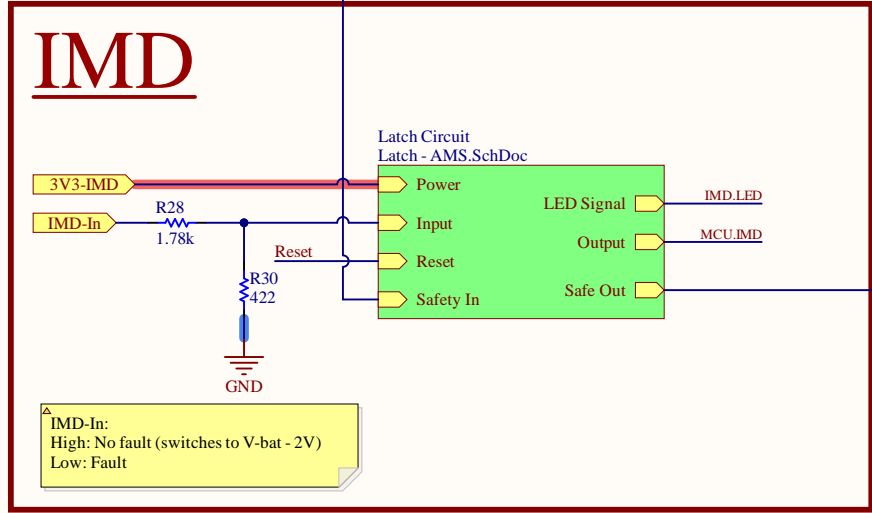 IMD
Latch Circuit
Latch - AMS.SchDoc
3V3-IMD
Power
LED Signal
IMD.LED
IMD-In
R28
1.78k
Input
Output
MCU.IMD
Reset
Reset
R30
422
Safety In
Safe Out
GND
IMD-In:
High: No fault (switches to V-bat - 2V)
Low: Fault